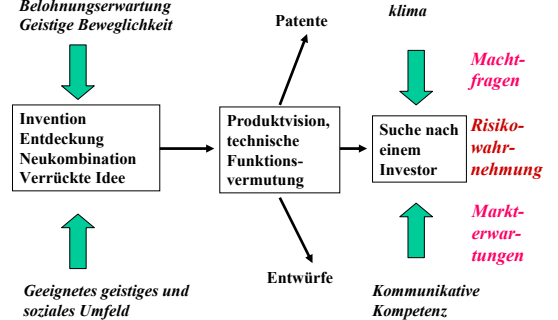 Belohnungserwartung
Geistige Beweglichkeit
Patente
klima
Macht-
fragen
Invention
Entdeckung
Neukombination
Verrückte Idee
Produktvision,
technische
Funktions-
vermutung
Suche nach
einem
Investor
Risiko-
wahr-
nehmung
Markt-
erwar-
tungen
Entwürfe
Geeignetes geistiges und
soziales Umfeld
Kommunikative
Kompetenz